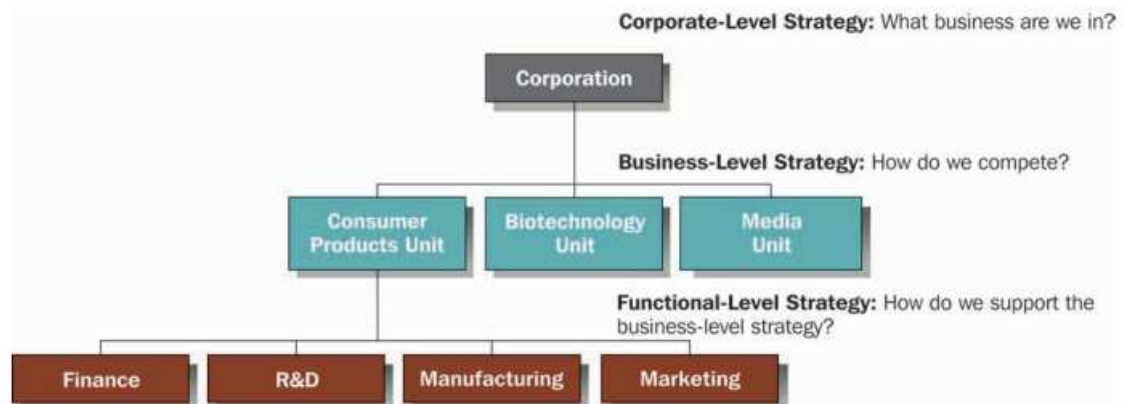 Corporate-Level Strategy: What business are we in?
Corporation
Business-Level Strategy: How do we compete?
Consumer
Products Unit
Biotechnology
Unit
Media
Unit
Functional-Level Strategy: How do we support the
business-level strategy?
Finance
R&D
Manufacturing
Marketing